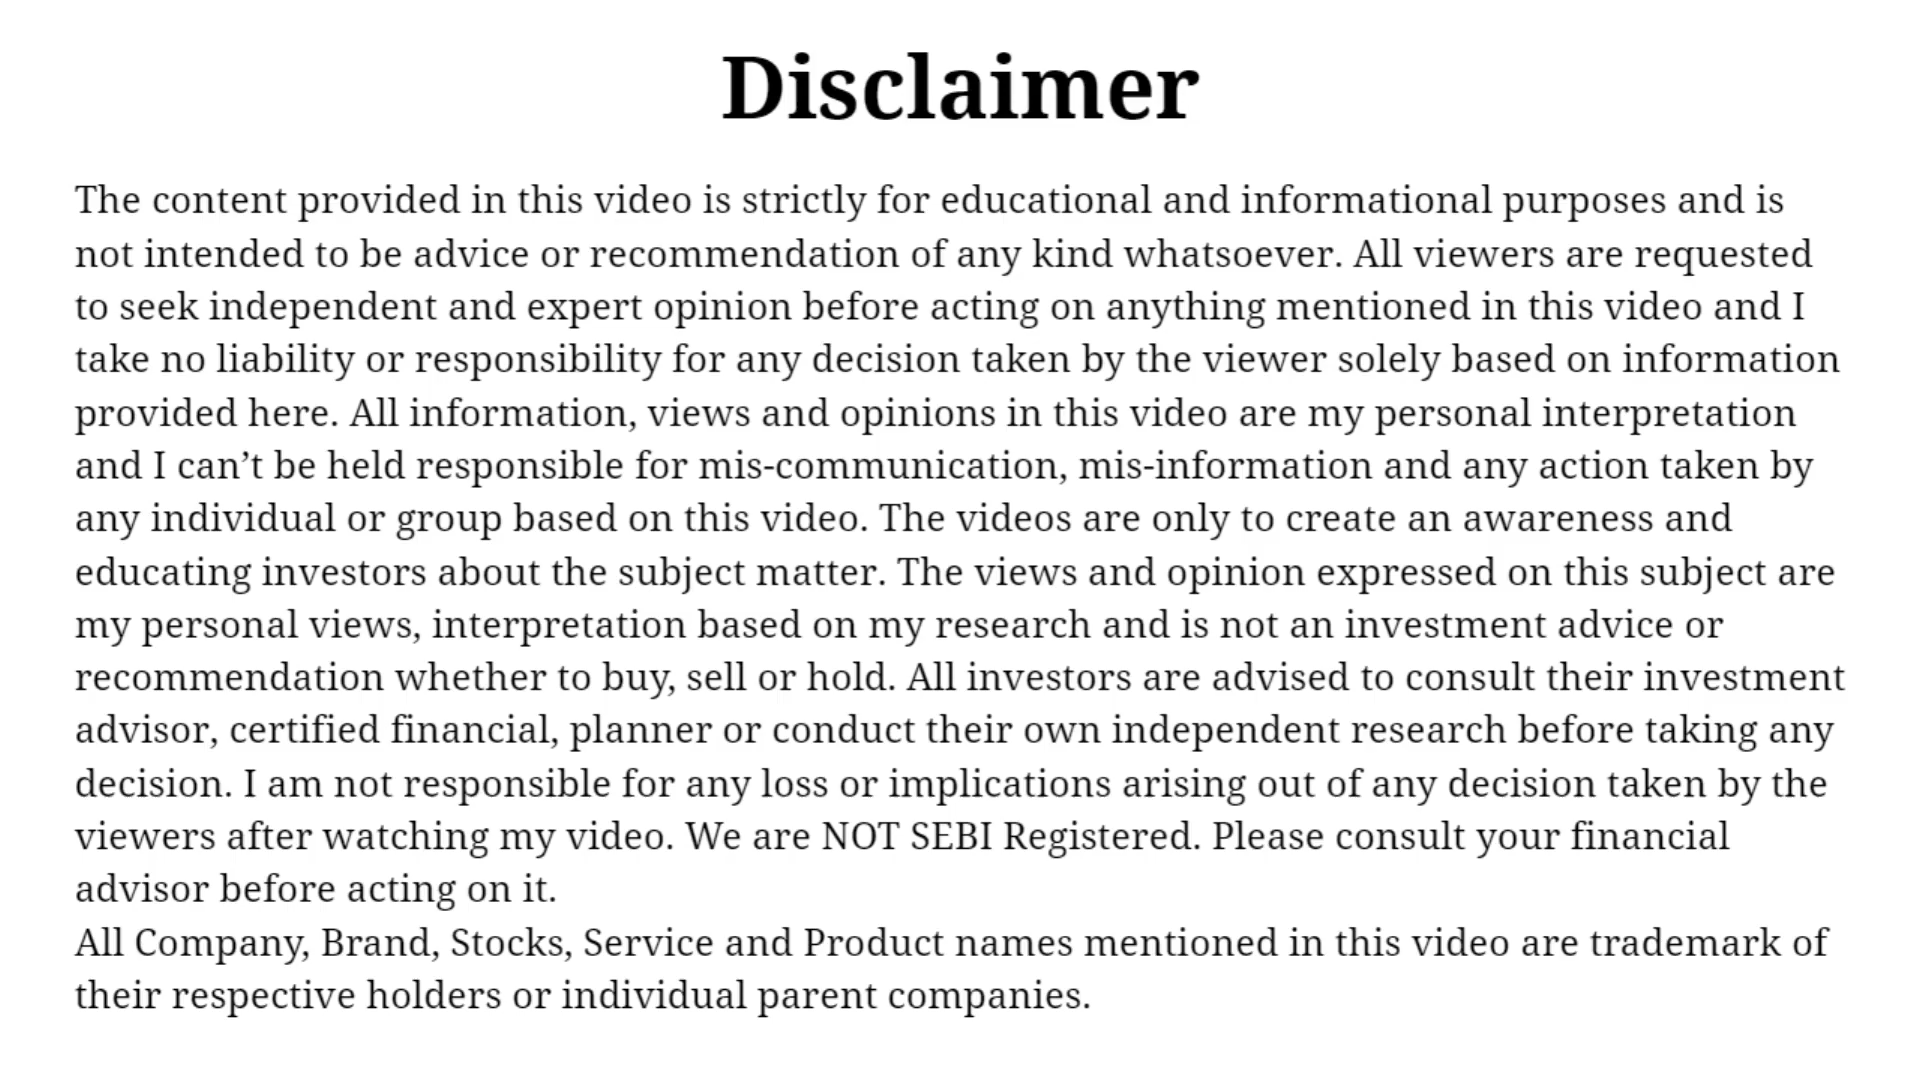 Disclaimer
The content provided in this video is strictly for educational and informational purposes and is
not intended to be advice or recommendation of any kind whatsoever. All viewers are requested
to seek independent and expert opinion before acting on anything mentioned in this video and I
take no liability or responsibility for any decision taken by the viewer solely based on information
provided here. All information, views and opinions in this video are my personal interpretation
and I can’t be held responsible for mis-communication, mis-information and any action taken by
any individual or group based on this video. The videos are only to create an awareness and
educating investors about the subject matter. The views and opinion expressed on this subject are
my personal views, interpretation based on my research and is not an investment advice or
recommendation whether to buy, sell or hold. All investors are advised to consult their investment
advisor, certified financial, planner or conduct their own independent research before taking any
decision. I am not responsible for any loss or implications arising out of any decision taken by the
viewers after watching my video. We are NOT SEBI Registered. Please consult your financial
advisor before acting on it.
All Company, Brand, Stocks, Service and Product names mentioned in this video are trademark of
their respective holders or individual parent companies.